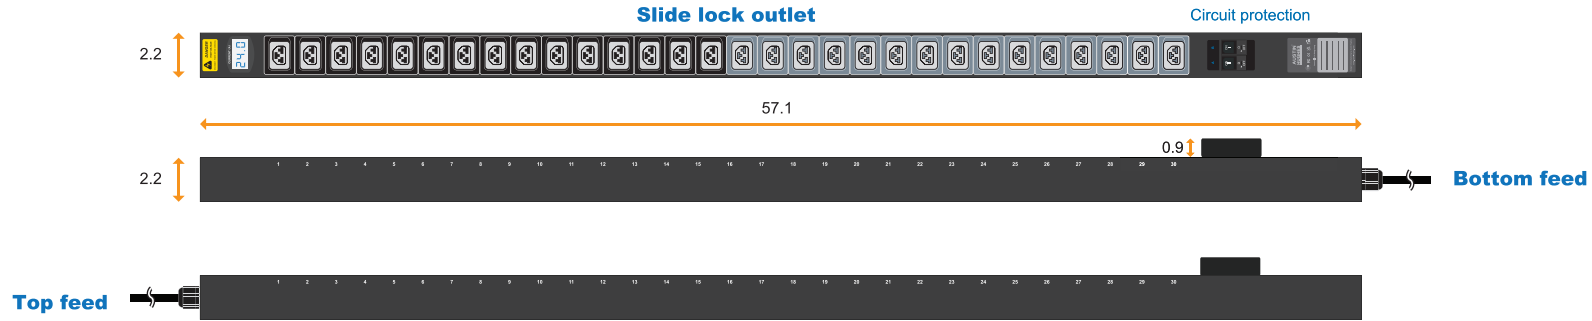 Slide lock outlet
Circuit protection
2.2
57.1
0.9
2.2
1 2 3 4 5 6 7 8 9 10 11 12 13 14 15 16 17 18 19 20 21 22 23 24 25 26 27 28 29 30
Bottom feed
1 2 3 4 5 6 7 8 9 10 11 12 13 14 15 16 17 18 19 20 21 22 23 24 25 26 27 28 29 30
Top feed